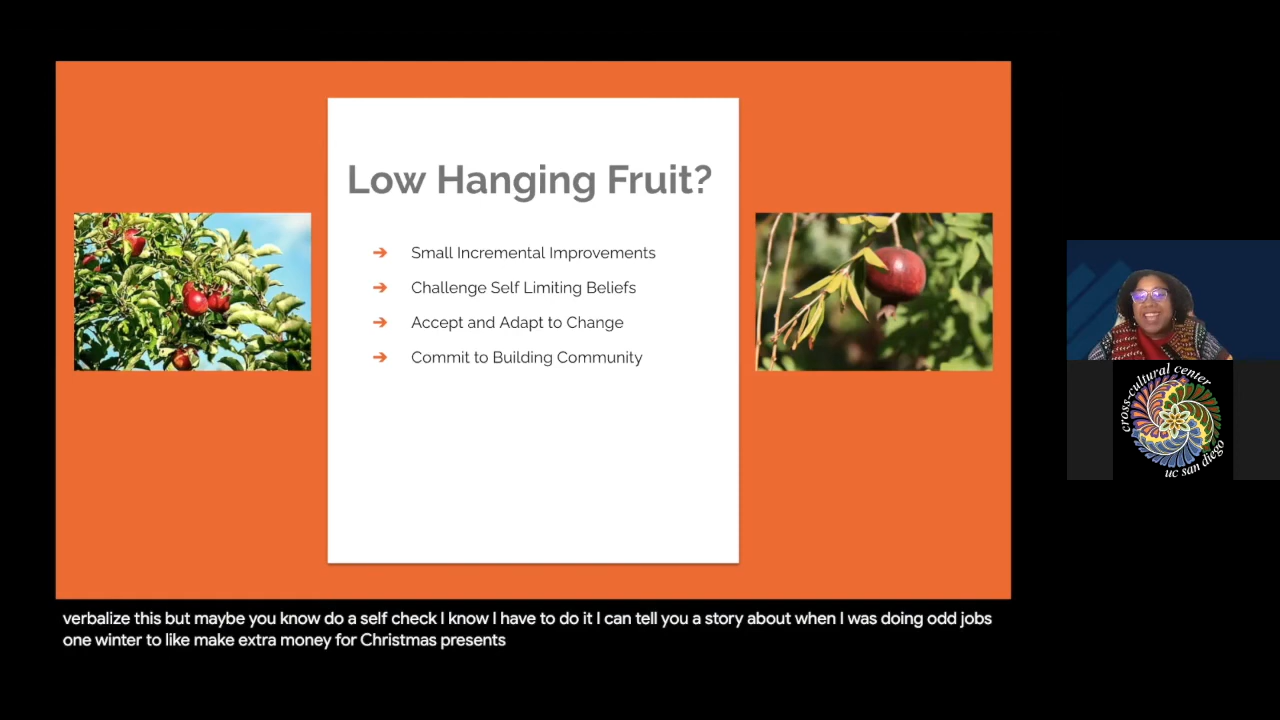 Low Hanging Fruit?
➔ Small Incremental Improvements
➔ Challenge Self Limiting Beliefs
➔ Accept and Adapt to Change
➔ Commit to Building Community
cross-cultural center
uc san diego
verbalize this but maybe you know do a self check I know I have to do it I can tell you a story about when I was doing odd jobs
one winter to like make extra money for Christmas presents